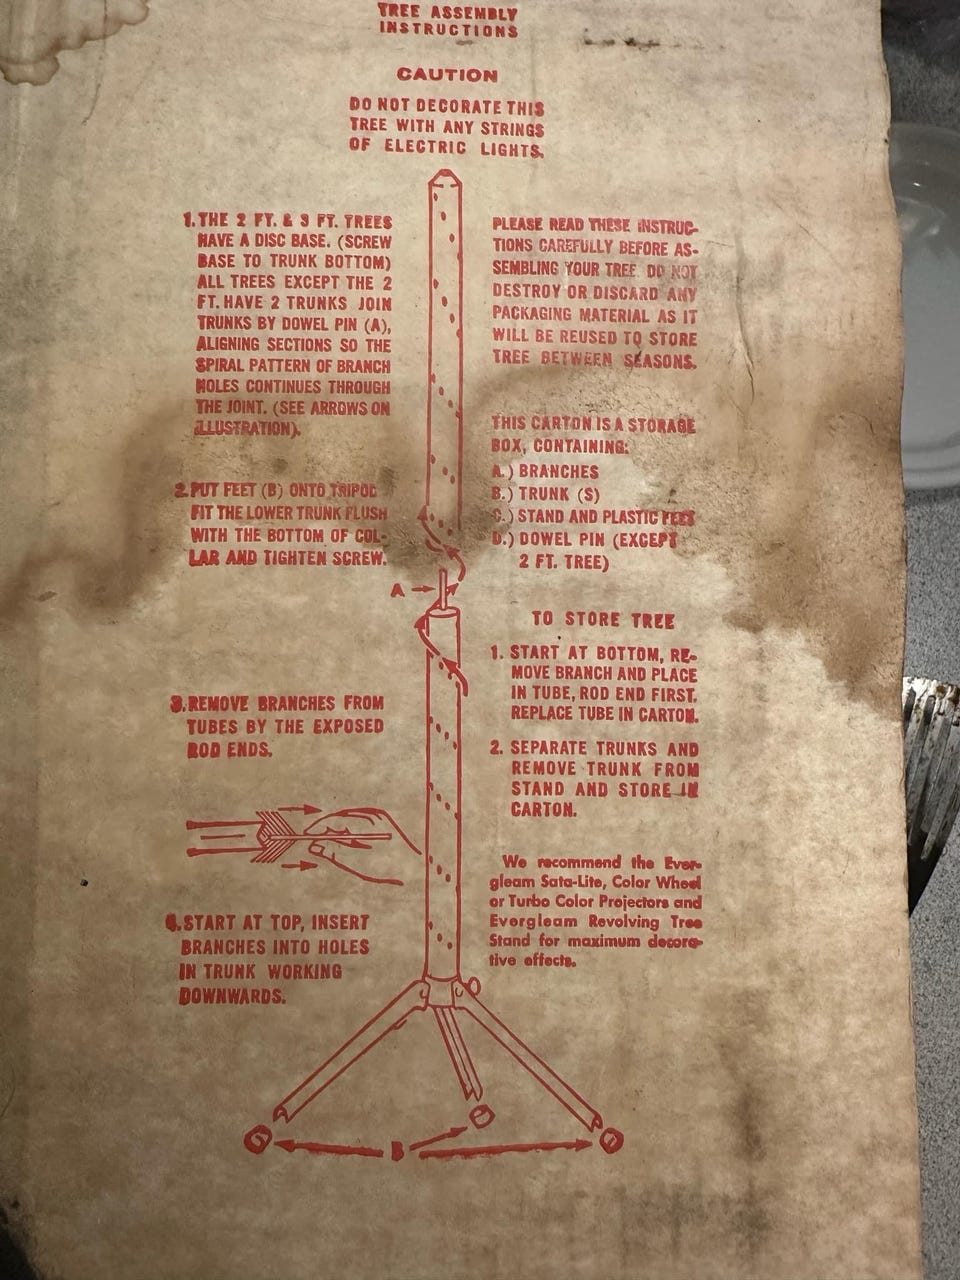 TREE ASSEMBLY
INSTRUCTIONS
CAUTION
DO NOT DECORATE THIS
TREE WITH ANY STRINGS
OF ELECTRIC LIGHTS.
1. THE 2 FT. & 3 FT. TREES
HAVE A DISC BASE. (SCREW
BASE TO TRUNK BOTTOM)
ALL TREES EXCEPT THE 2
FT. HAVE 2 TRUNKS JOIN
TRUNKS BY DOWEL PIN (A),
ALIGNING SECTIONS SO THE
SPIRAL PATTERN OF BRANCH
HOLES CONTINUES THROUGH
THE JOINT. (SEE ARROWS ON
ILLUSTRATION).
2. PUT FEET (B) ONTO TRIPOD
FIT THE LOWER TRUNK FLUSH
WITH THE BOTTOM OF COL-
LAR AND TIGHTEN SCREW.
A
3. REMOVE BRANCHES FROM
TUBES BY THE EXPOSED
ROD ENDS.
4. START AT TOP, INSERT
BRANCHES INTO HOLES
IN TRUNK WORKING
DOWNWARDS.
PLEASE READ THESE INSTRUC-
TIONS CAREFULLY BEFORE AS-
SEMBLING YOUR TREE DO NOT
DESTROY OR DISCARD ANY
PACKAGING MATERIAL AS IT
WILL BE REUSED TO STORE
TREE BETWEEN SEASONS.
THIS CARTON IS A STORAGE
BOX, CONTAINING:
A.) BRANCHES
B.) TRUNK (S)
C.) STAND AND PLASTIC FEET
D.) DOWEL PIN (EXCEPT
2 FT. TREE)
TO STORE TREE
1. START AT BOTTOM, RE-
MOVE BRANCH AND PLACE
IN TUBE, ROD END FIRST.
REPLACE TUBE IN CARTON.
2. SEPARATE TRUNKS AND
REMOVE TRUNK FROM
STAND AND STORE IN
CARTON.
We recommend the Ever-
gleam Sata-Lite, Color Wheel
or Turbo Color Projectors and
Evergleam Revolving Tree
Stand for maximum decora-
tive effects.
B